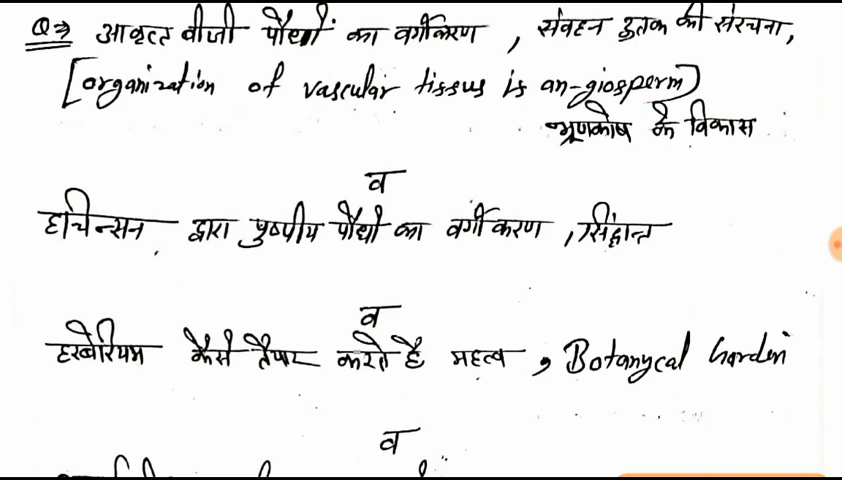 Q⇒ आवृत्त बीजी पौधों का वर्गीकरण , संवहन ऊतक की संरचना,
[organization of vascular tissus is an-giosperm]
भ्रूणकोष के विकास
व
हचिन्सन द्वारा पुष्पीय पौधों का वर्गीकरण , सिद्धान्त
व
हरबेरियम कैसे तैयार करते है महत्व , Botanycal Garden
व